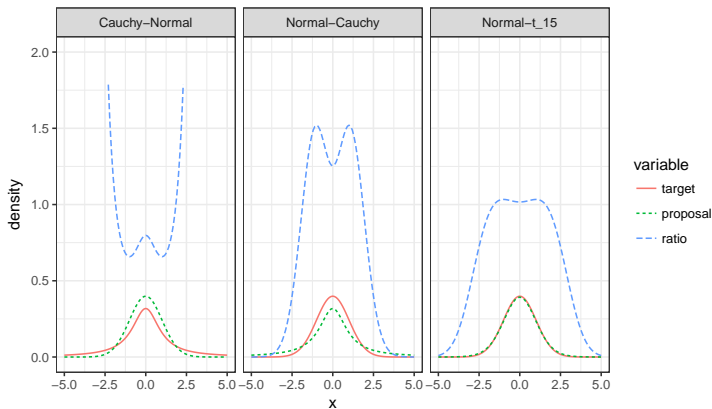 Cauchy−Normal Normal−Cauchy Normal−t_15
2.0
1.5
1.0
0.5
0.0
density
−5.0 −2.5 0.0 2.5 5.0 −5.0 −2.5 0.0 2.5 5.0 −5.0 −2.5 0.0 2.5 5.0
x
variable
target
proposal
ratio